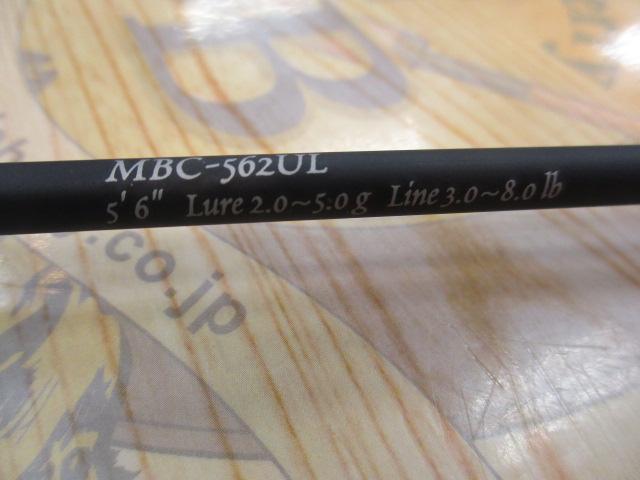 B
MBC-562UL
5' 6" Lure 2.0~5.0 g Line 3.0~8.0 lb
.co.jp